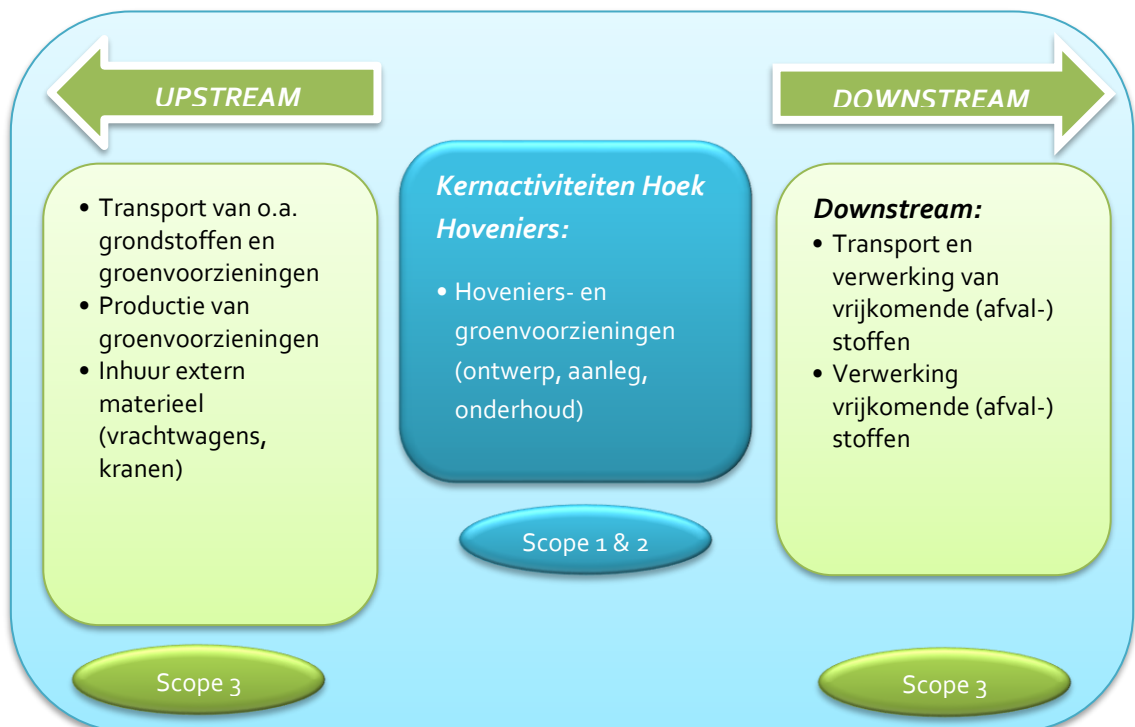 UPSTREAM
• Transport van o.a.
grondstoffen en
groenvoorzieningen
• Productie van
groenvoorzieningen
• Inhuur extern
materieel
(vrachtwagens,
kranen)
Scope 3
Kernactiviteiten Hoek
Hoveniers:
• Hoveniers- en
groenvoorzieningen
(ontwerp, aanleg,
onderhoud)
Scope 1 & 2
DOWNSTREAM
Downstream:
• Transport en
verwerking van
vrijkomende (afval-)
stoffen
• Verwerking
vrijkomende (afval-)
stoffen
Scope 3